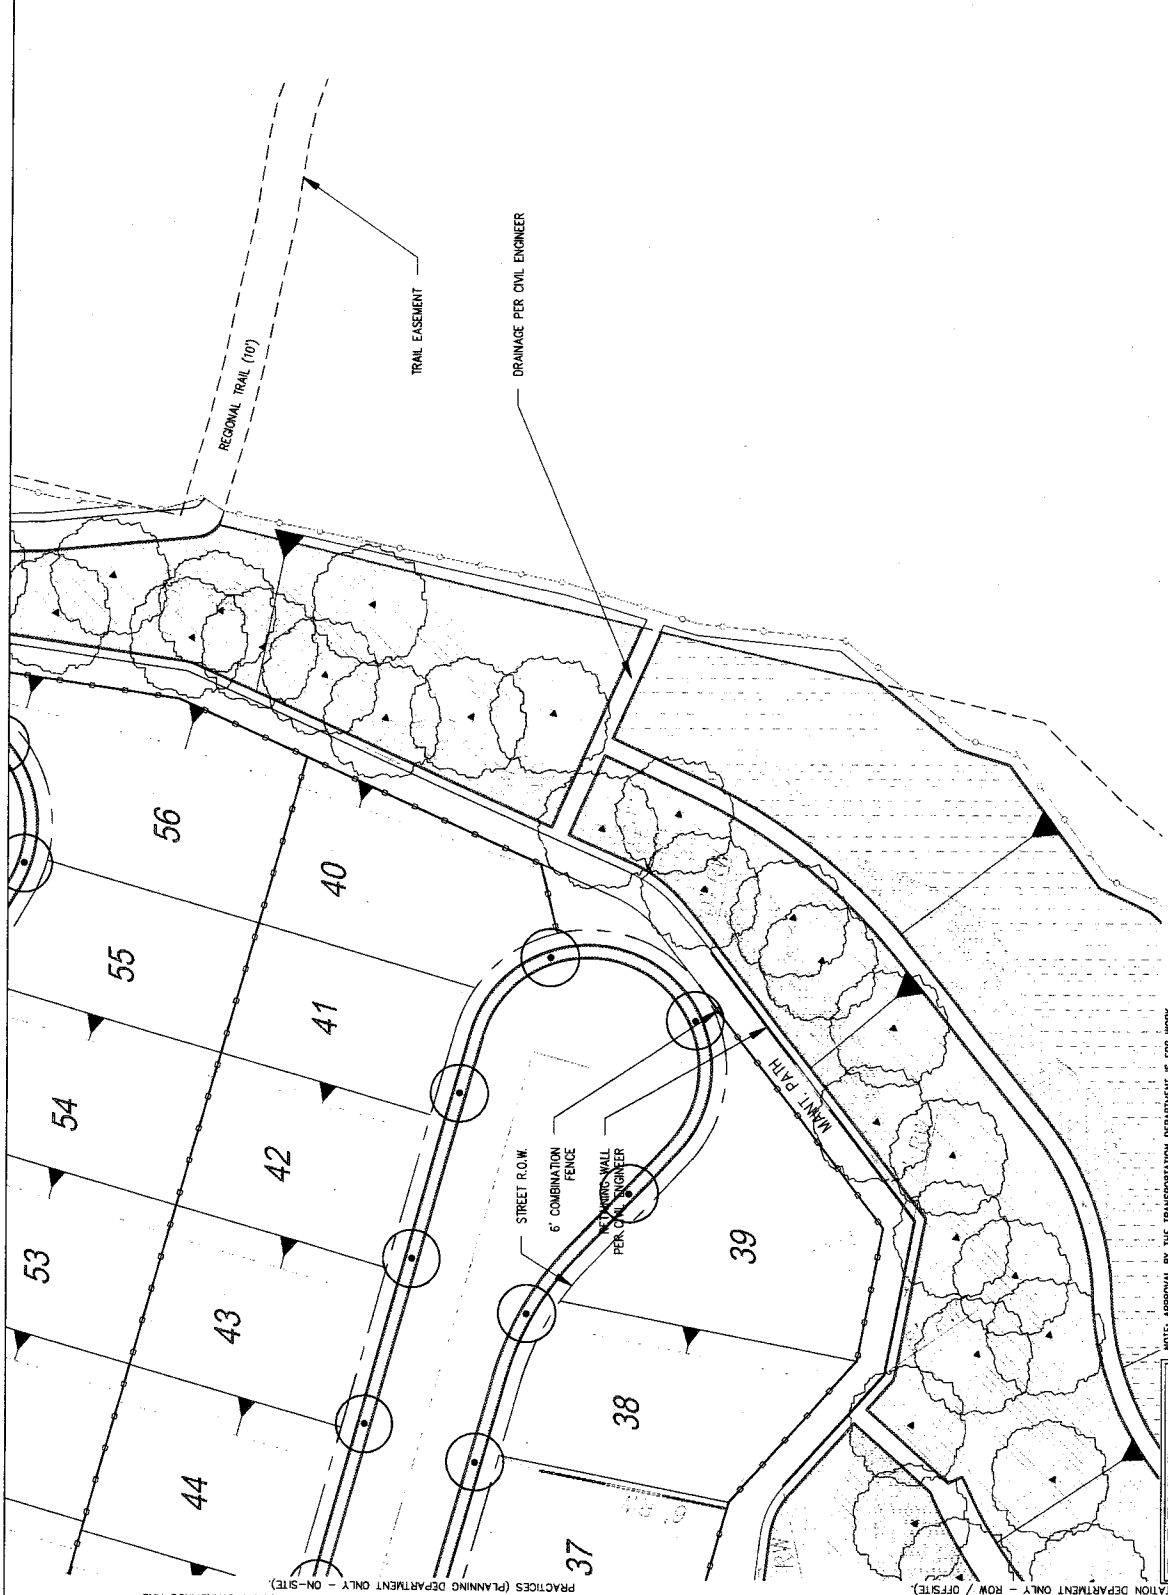 REGIONAL TRAIL (10')
TRAIL EASEMENT
DRAINAGE PER CIVIL ENGINEER
56
55
54
53
40
41
42
43
44
STREET R.O.W.
6' COMBINATION
FENCE
RETAINING WALL
PER CIVIL ENGINEER
MAINT. PATH
39
38
37
PRACTICES (PLANNING DEPARTMENT ONLY - ON-SITE).
NOTE: APPROVAL BY THE TRANSPORTATION DEPARTMENT IS FOR WORK
ATION DEPARTMENT ONLY - ROW / OFFSITE).